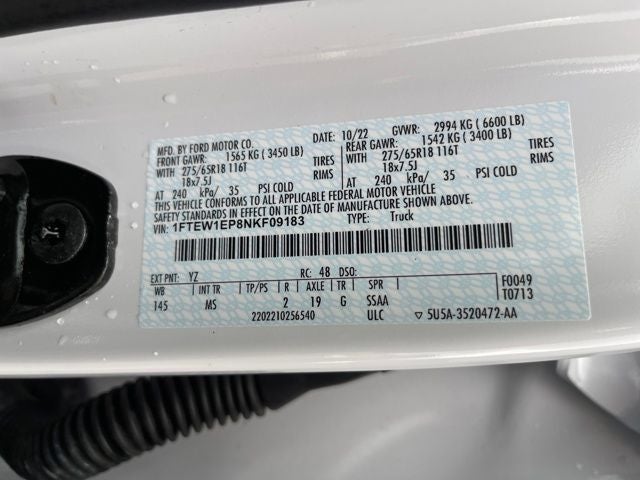 MFD. BY FORD MOTOR CO. DATE: 10/22 GVWR: 2994 KG ( 6600 LB)
FRONT GAWR: 1565 KG ( 3450 LB) REAR GAWR: 1542 KG ( 3400 LB)
WITH 275/65R18 116T TIRES WITH 275/65R18 116T TIRES
18x7.5J RIMS 18x7.5J RIMS
AT 240 kPa/ 35 PSI COLD AT 240 kPa/ 35 PSI COLD
THIS VEHICLE CONFORMS TO ALL APPLICABLE FEDERAL MOTOR VEHICLE
SAFETY STANDARDS IN EFFECT ON THE DATE OF MANUFACTURE SHOWN ABOVE.
VIN: 1FTEW1EP8NKF09183 TYPE: Truck
EXT PNT: YZ RC: 48 DSO: F0049
WB INT TR TP/PS R AXLE TR SPR T0713
145 MS 2 19 G SSAA
2202210256540 ULC ▽ 5U5A-3520472-AA